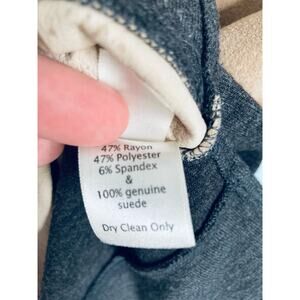 47% Rayon
47% Polyester
6% Spandex
&
100% genuine
suede
Dry Clean Only